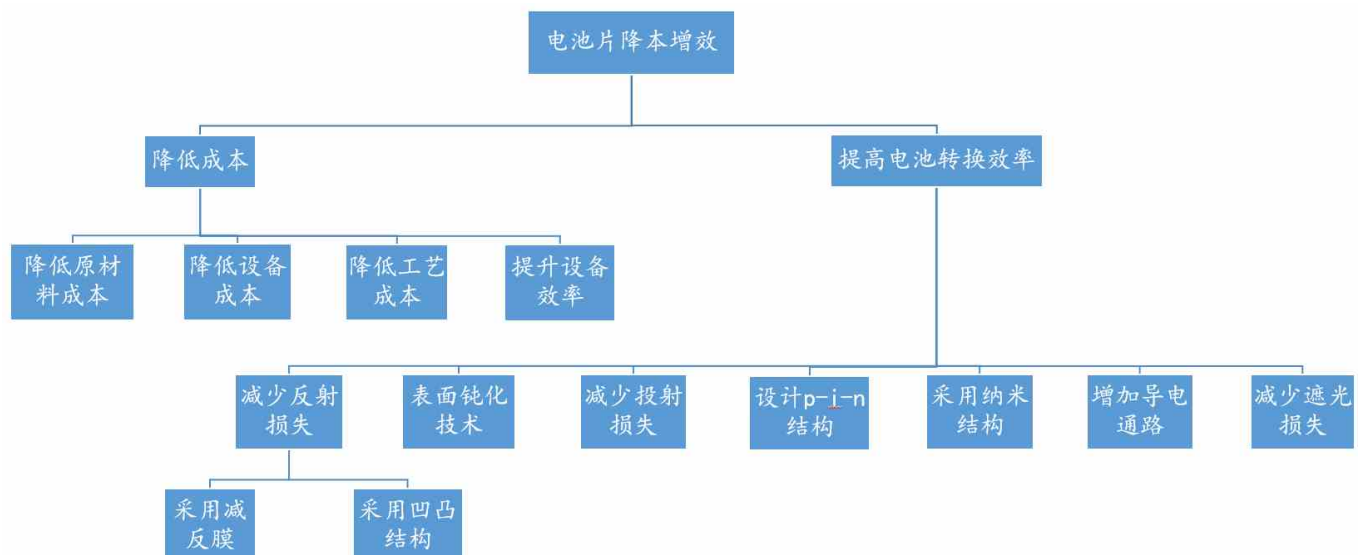 电池片降本增效
降低成本
提高电池转换效率
降低原材
料成本
降低设备
成本
降低工艺
成本
提升设备
效率
减少反射
损失
表面钝化
技术
减少投射
损失
设计p-i-n
结构
采用纳米
结构
增加导电
通路
减少遮光
损失
采用减
反膜
采用凹凸
结构